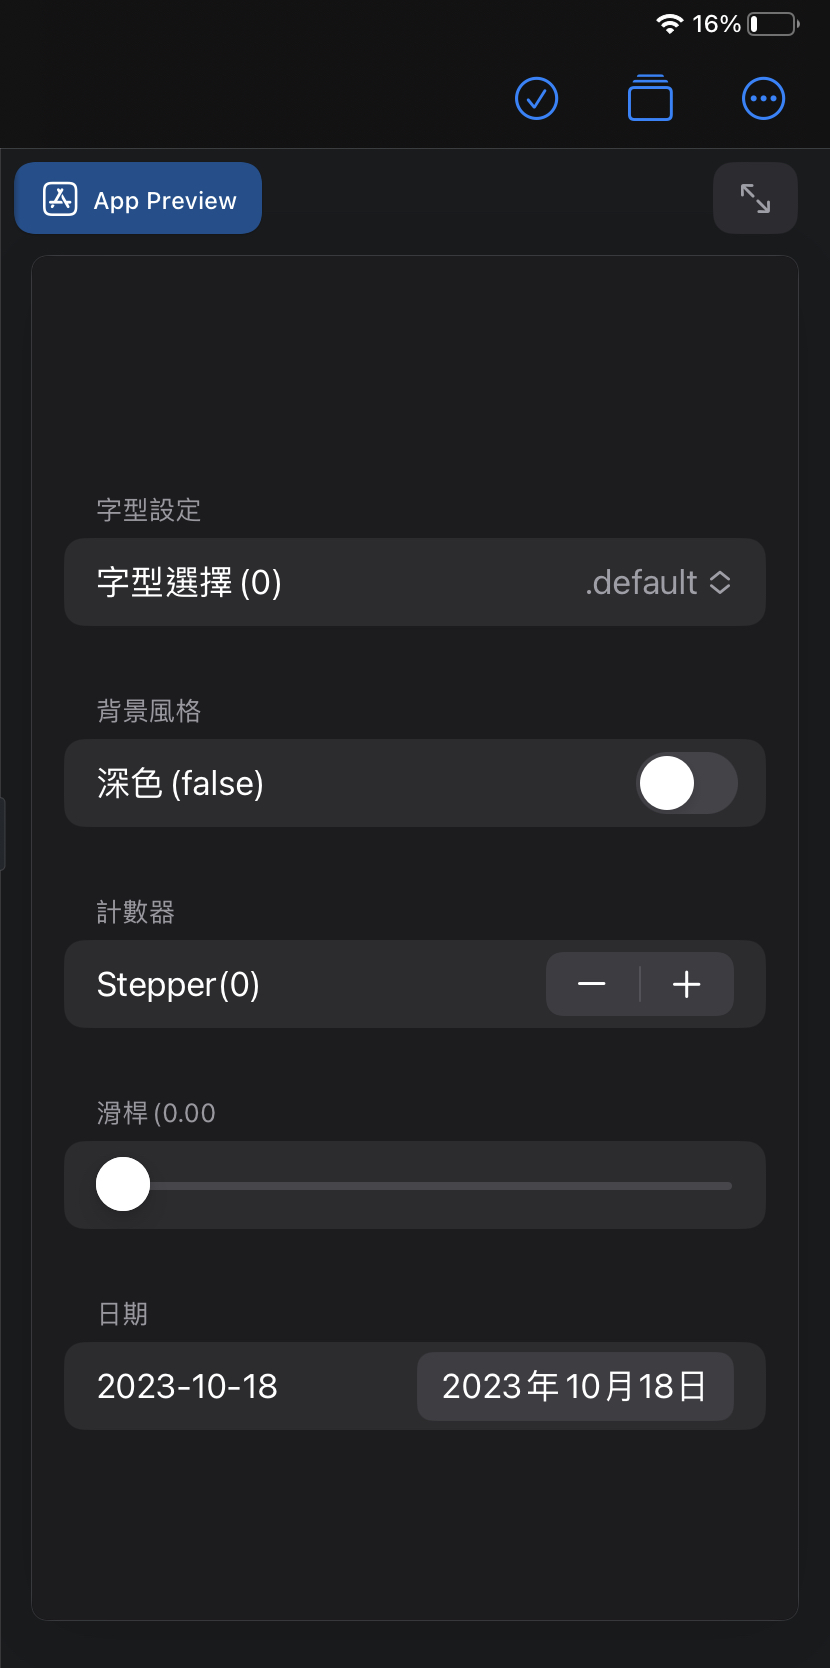 16%
App Preview
字型設定
字型選擇 (0)
.default
背景風格
深色 (false)
計數器
Stepper(0)
滑桿 (0.00
日期
2023-10-18
2023年10月18日